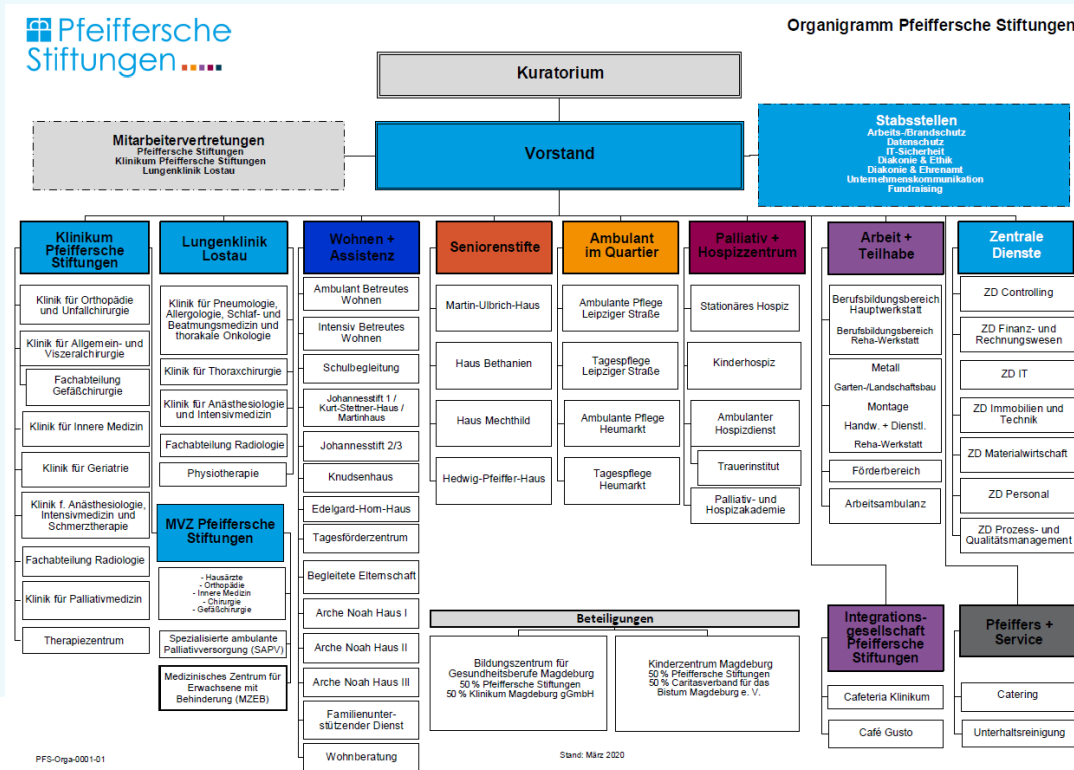 Pfeiffersche
Stiftungen
Organigramm Pfeiffersche Stiftungen
Kuratorium
Mitarbeitervertretungen
Pfeiffersche Stiftungen
Klinikum Pfeiffersche Stiftungen
Lungenklinik Lostau
Vorstand
Stabsstellen
Arbeits-/Brandschutz
Datenschutz
IT-Sicherheit
Diakonie & Ethik
Diakonie & Ehrenamt
Unternehmenskommunikation
Fundraising
Klinikum
Pfeiffersche
Stiftungen
Klinik für Orthopädie
und Unfallchirurgie
Klinik für Allgemein- und
Viszeralchirurgie
Fachabteilung
Gefäßchirurgie
Klinik für Innere Medizin
Klinik für Geriatrie
Klinik f. Anästhesiologie,
Intensivmedizin und
Schmerztherapie
Fachabteilung Radiologie
Klinik für Palliativmedizin
Therapiezentrum
Lungenklinik
Lostau
Klinik für Pneumologie,
Allergologie, Schlaf- und
Beatmungsmedizin und
thorakale Onkologie
Klinik für Thoraxchirurgie
Klinik für Anästhesiologie
und Intensivmedizin
Fachabteilung Radiologie
Physiotherapie
MVZ Pfeiffersche
Stiftungen
- Hausärzte
- Orthopädie
- Innere Medizin
- Chirurgie
- Gefäßchirurgie
Spezialisierte ambulante
Palliativversorgung (SAPV)
Medizinisches Zentrum für
Erwachsene mit
Behinderung (MZEB)
Wohnen +
Assistenz
Ambulant Betreutes
Wohnen
Intensiv Betreutes
Wohnen
Schulbegleitung
Johannesstift 1 /
Kurt-Stettner-Haus /
Martinhaus
Johannesstift 2/3
Knudsenhaus
Edelgard-Horn-Haus
Tagesförderzentrum
Begleitete Elternschaft
Arche Noah Haus I
Arche Noah Haus II
Arche Noah Haus III
Familienunter-
stützender Dienst
Wohnberatung
Seniorenstifte
Martin-Ulbrich-Haus
Haus Bethanien
Haus Mechthild
Hedwig-Pfeiffer-Haus
Ambulant
im Quartier
Ambulante Pflege
Leipziger Straße
Tagespflege
Leipziger Straße
Ambulante Pflege
Heumarkt
Tagespflege
Heumarkt
Palliativ +
Hospizzentrum
Stationäres Hospiz
Kinderhospiz
Ambulanter
Hospizdienst
Trauerinstitut
Palliativ- und
Hospizakademie
Arbeit +
Teilhabe
Berufsbildungsbereich
Hauptwerkstatt
Berufsbildungsbereich
Reha-Werkstatt
Metall
Garten-/Landschaftsbau
Montage
Handw. + Dienstl.
Reha-Werkstatt
Förderbereich
Arbeitsambulanz
Zentrale
Dienste
ZD Controlling
ZD Finanz- und
Rechnungswesen
ZD IT
ZD Immobilien und
Technik
ZD Materialwirtschaft
ZD Personal
ZD Prozess- und
Qualitätsmanagement
Beteiligungen
Bildungszentrum für
Gesundheitsberufe Magdeburg
50 % Pfeiffersche Stiftungen
50 % Klinikum Magdeburg gGmbH
Kinderzentrum Magdeburg
50 % Pfeiffersche Stiftungen
50 % Caritasverband für das
Bistum Magdeburg e. V.
Integrations-
gesellschaft
Pfeiffersche
Stiftungen
Cafeteria Klinikum
Café Gusto
Pfeiffers +
Service
Catering
Unterhaltsreinigung
PFS-Orga-0001-01
Stand: März 2020